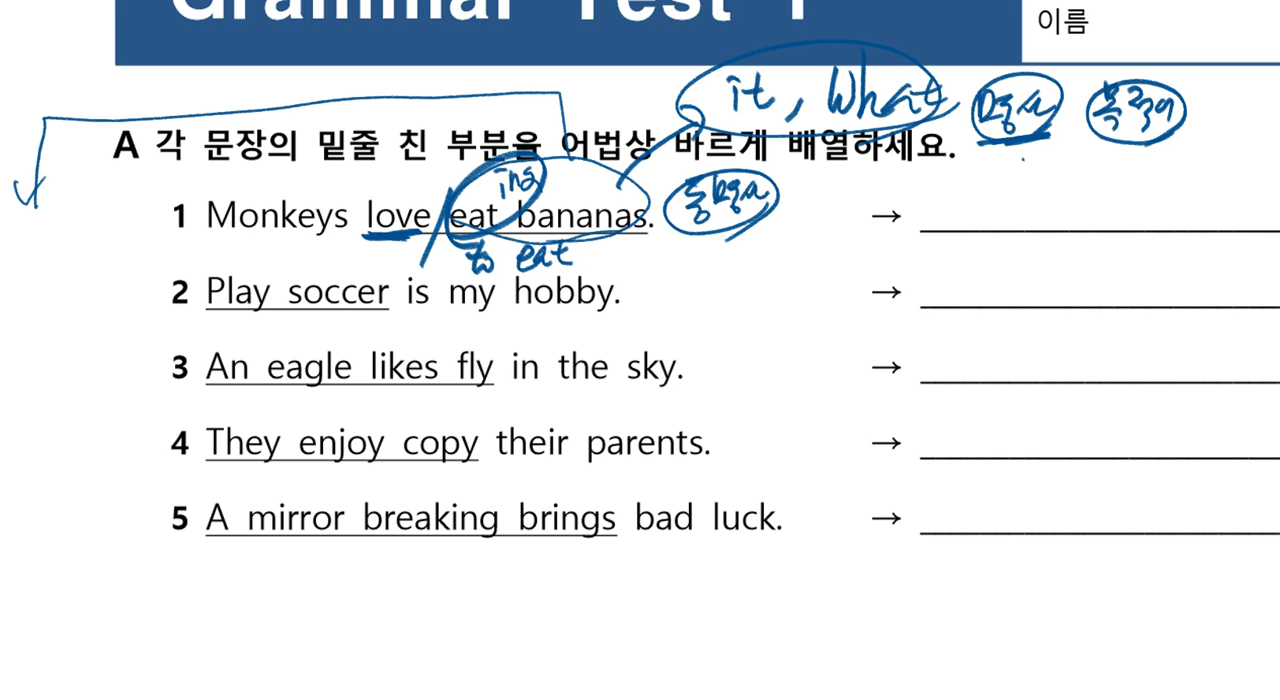 Grammar Test 1
이름
it, What 명사 목적어
A 각 문장의 밑줄 친 부분을 어법상 바르게 배열하세요.
ing
1 Monkeys love eat bananas. 동명사 →
to eat
2 Play soccer is my hobby. →
3 An eagle likes fly in the sky. →
4 They enjoy copy their parents. →
5 A mirror breaking brings bad luck. →